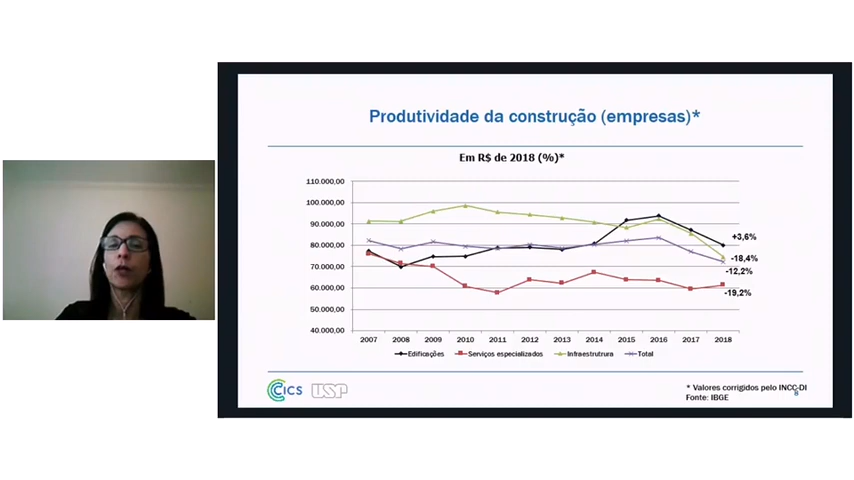 Produtividade da construção (empresas)*
Em R$ de 2018 (%)*
110.000,00
100.000,00
90.000,00
80.000,00
70.000,00
60.000,00
50.000,00
40.000,00
+3,6%
-18,4%
-12,2%
-19,2%
2007 2008 2009 2010 2011 2012 2013 2014 2015 2016 2017 2018
Edificações Serviços especializados Infraestrutrura Total
CICS USP
* Valores corrigidos pelo INCC-DI
Fonte: IBGE
8